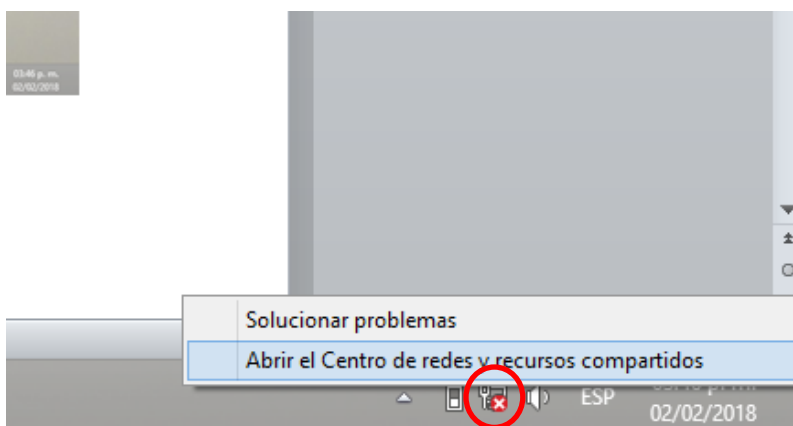 03:46 p. m.
02/02/2018
Solucionar problemas
Abrir el Centro de redes y recursos compartidos
ESP
02/02/2018